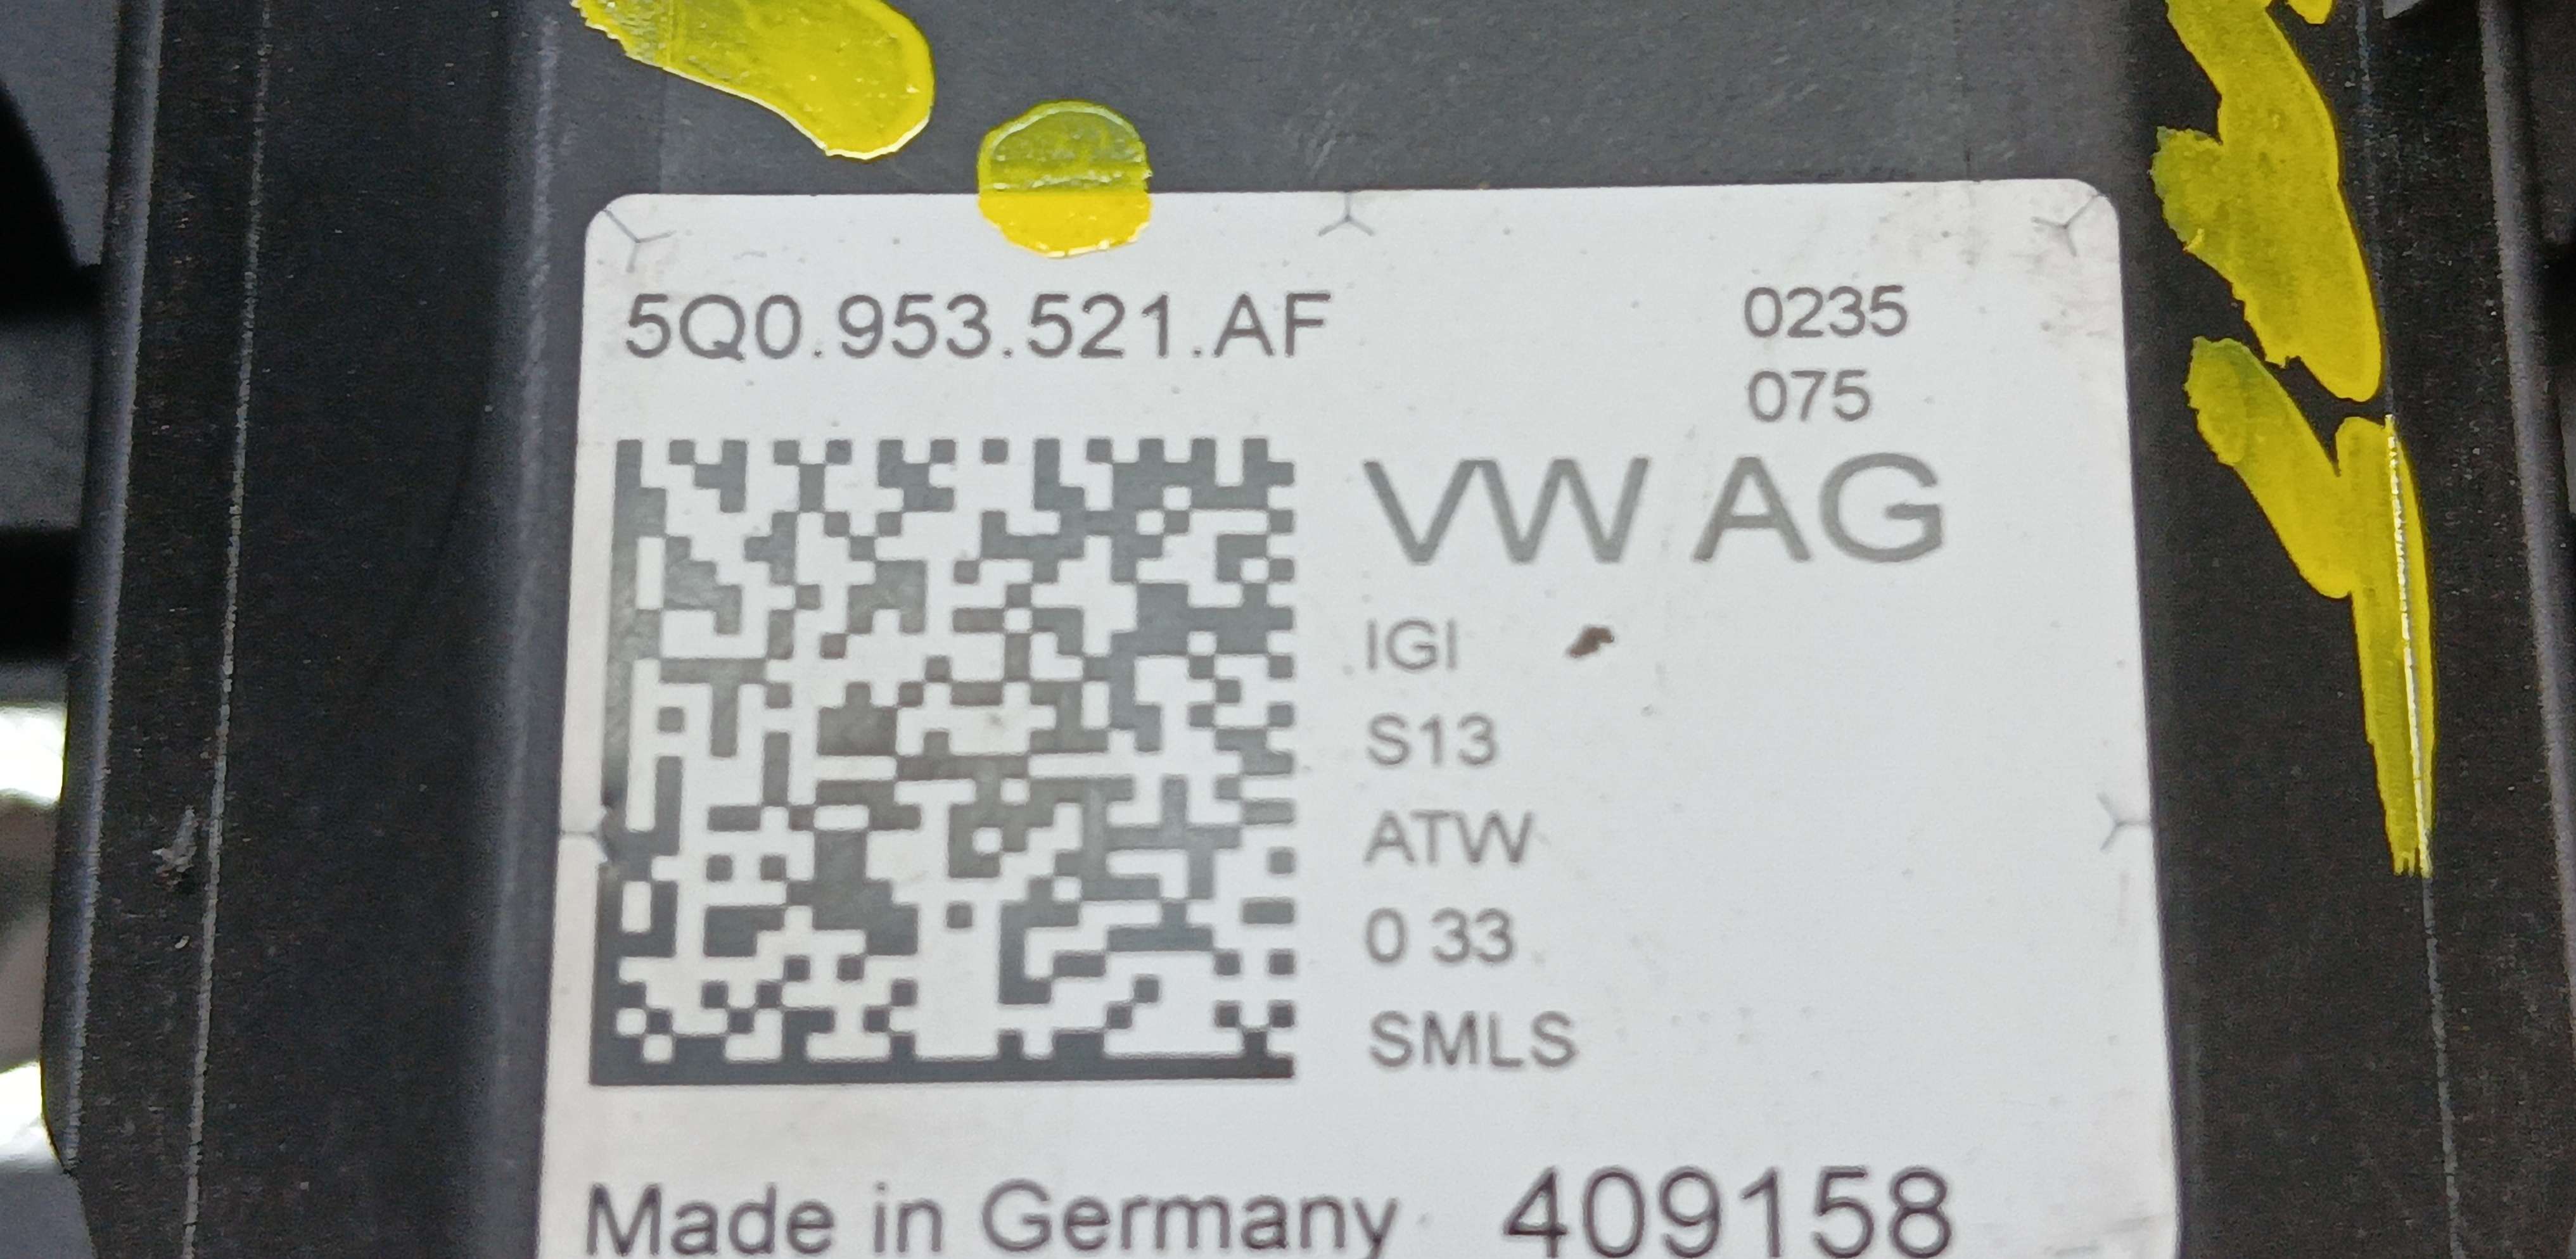 5Q0.953.521.AF
0235
075
VW AG
IGI
S13
ATW
0 33
SMLS
Made in Germany 409158